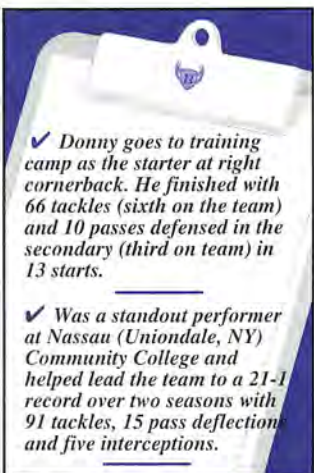 ✔ Donny goes to training
camp as the starter at right
cornerback. He finished with
66 tackles (sixth on the team)
and 10 passes defensed in the
secondary (third on team) in
13 starts.
✔ Was a standout performer
at Nassau (Uniondale, NY)
Community College and
helped lead the team to a 21-1
record over two seasons with
91 tackles, 15 pass deflection
and five interceptions.